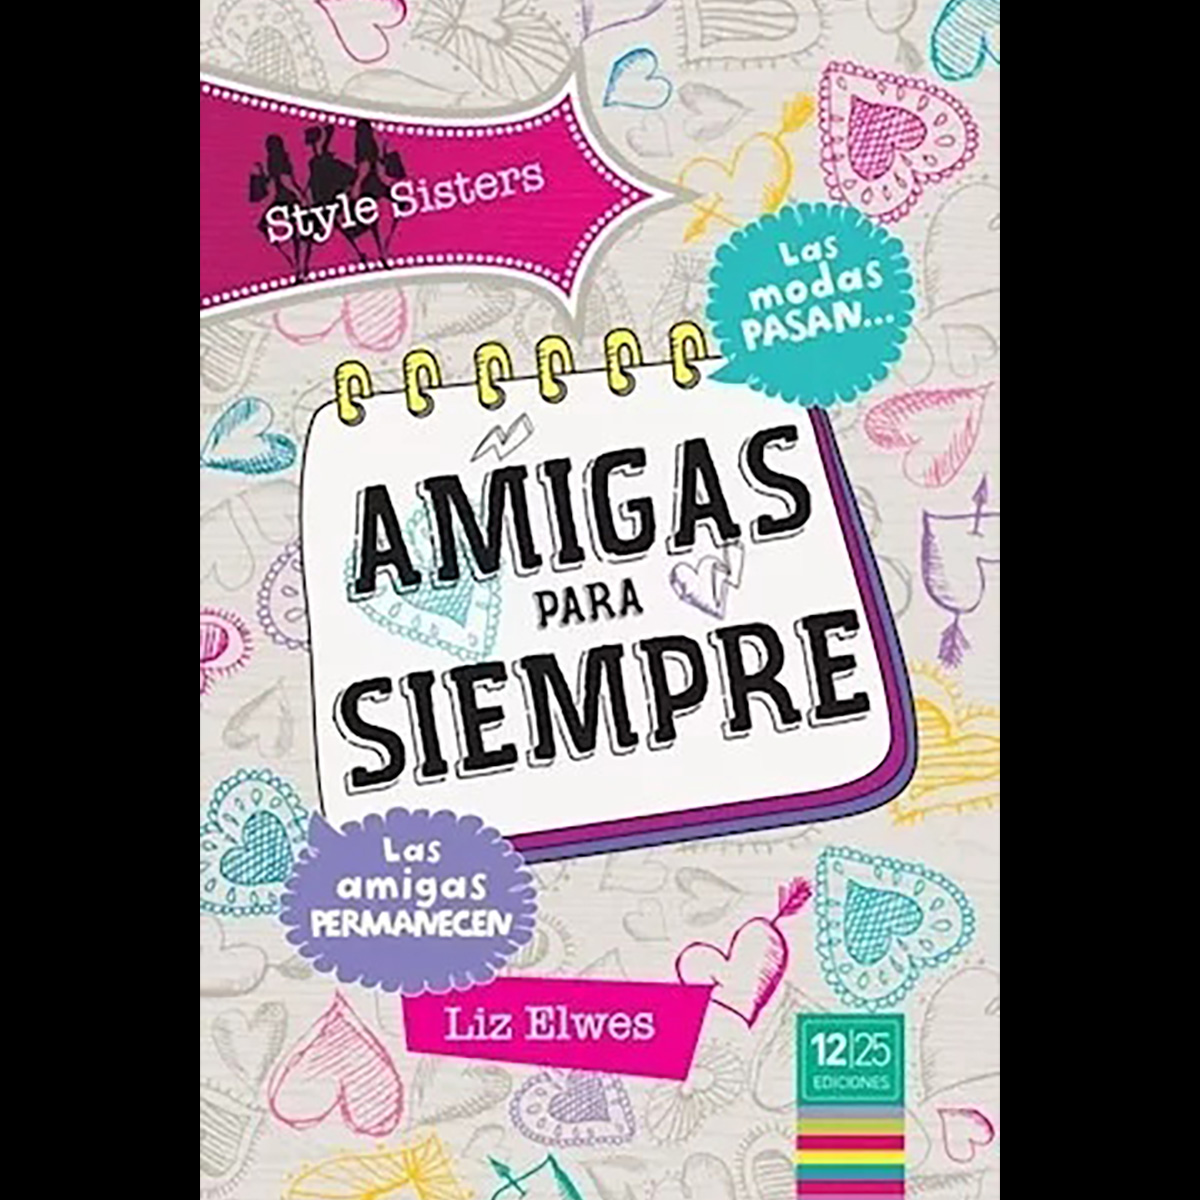 Style Sisters
Las
modas
PASAN...
AMIGAS
PARA
SIEMPRE
Las
amigas
PERMANECEN
Liz Elwes
12|25
EDICIONES